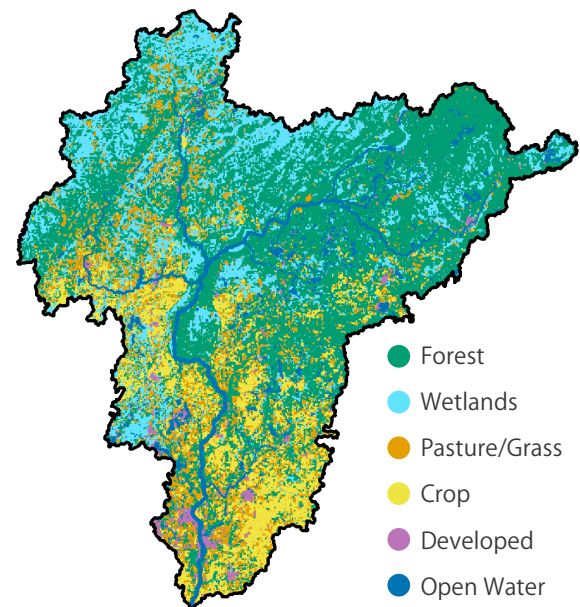 Forest
Wetlands
Pasture/Grass
Crop
Developed
Open Water